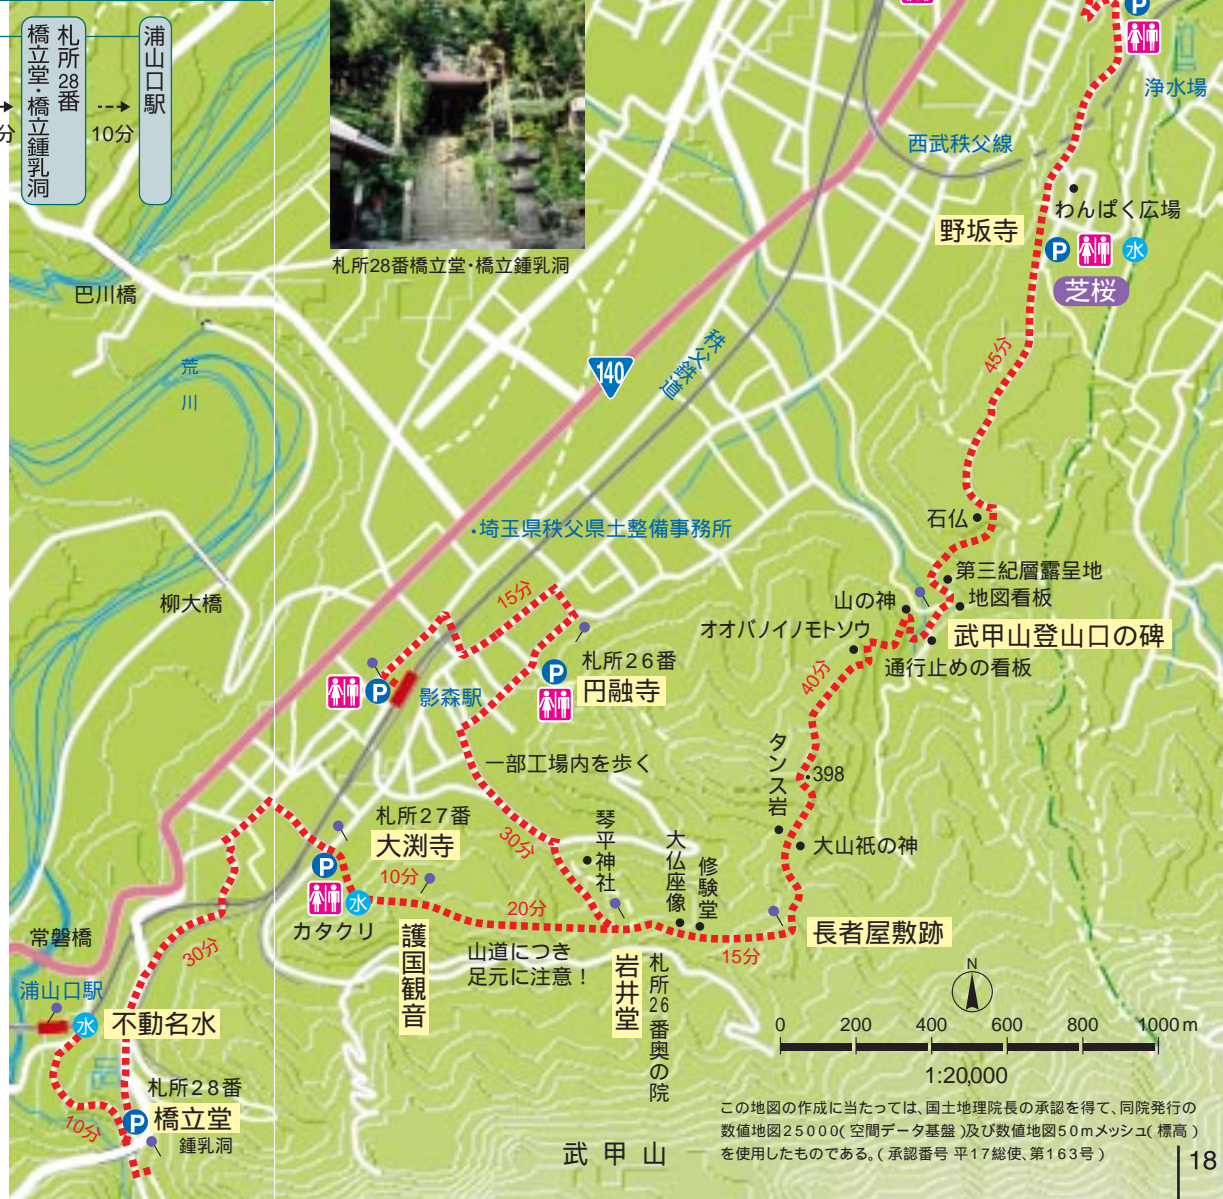 札所28番
橋立堂・橋立鍾乳洞
分
10分
浦山口駅
札所28番橋立堂・橋立鍾乳洞
P
P
浄水場
西武秩父線
わんぱく広場
野坂寺
P
水
芝桜
巴川橋
荒川
秩父鉄道
140
45分
・埼玉県秩父県土整備事務所
石仏
第三紀層露呈地
地図看板
山の神
オオバノイノモトソウ
武甲山登山口の碑
通行止めの看板
柳大橋
15分
札所26番
円融寺
P
P
影森駅
40分
一部工場内を歩く
タンス岩
・398
大山祇の神
札所27番
大渕寺
P
10分
水
カタクリ
30分
琴平神社
大仏座像
修験堂
20分
長者屋敷跡
15分
護国観音
山道につき
足元に注意！
岩井堂
札所26番奥の院
常磐橋
30分
浦山口駅
水
不動名水
札所28番
P
橋立堂
鍾乳洞
10分
N
0 200 400 600 800 1000m
1:20,000
武甲山
この地図の作成に当たっては、国土地理院長の承認を得て、同院発行の
数値地図25000(空間データ基盤)及び数値地図50mメッシュ(標高)
を使用したものである。(承認番号 平17総使、第163号)
18